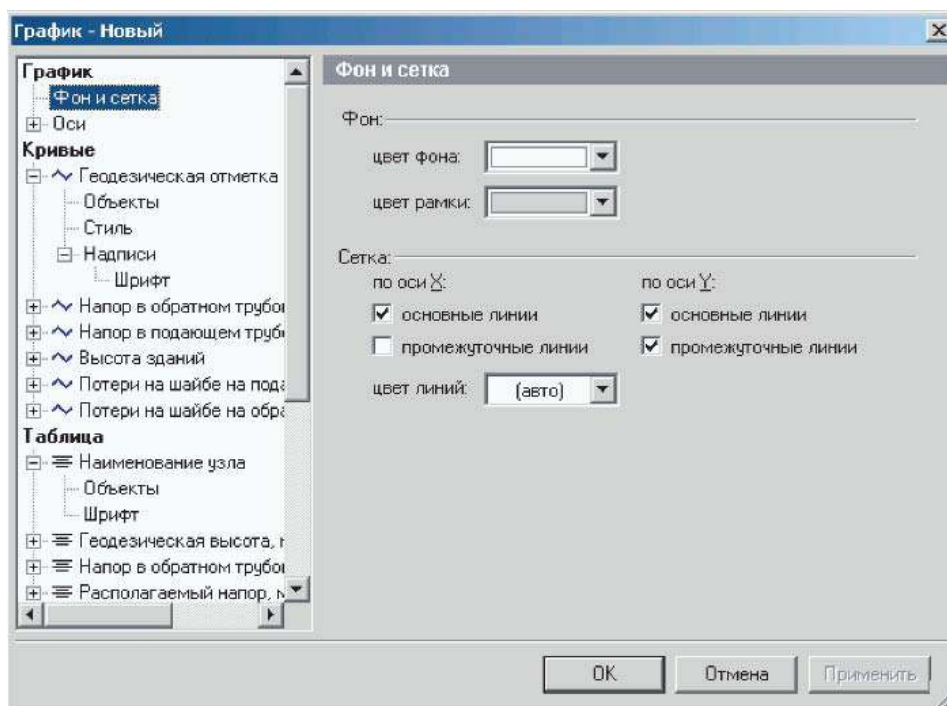 График - Новый
График
Фон и сетка
Оси
Кривые
Геодезическая отметка
Объекты
Стиль
Надписи
Шрифт
Напор в обратном трубо
Напор в подающем труб
Высота зданий
Потери на шайбе на пода
Потери на шайбе на обра
Таблица
Наименование узла
Объекты
Шрифт
Геодезическая высота,
Напор в обратном трубо
Располагаемый напор,
Фон и сетка
Фон:
цвет фона:
цвет рамки:
Сетка:
по оси X: по оси Y:
основные линии основные линии
промежуточные линии промежуточные линии
цвет линий: (авто)
OK Отмена Применить